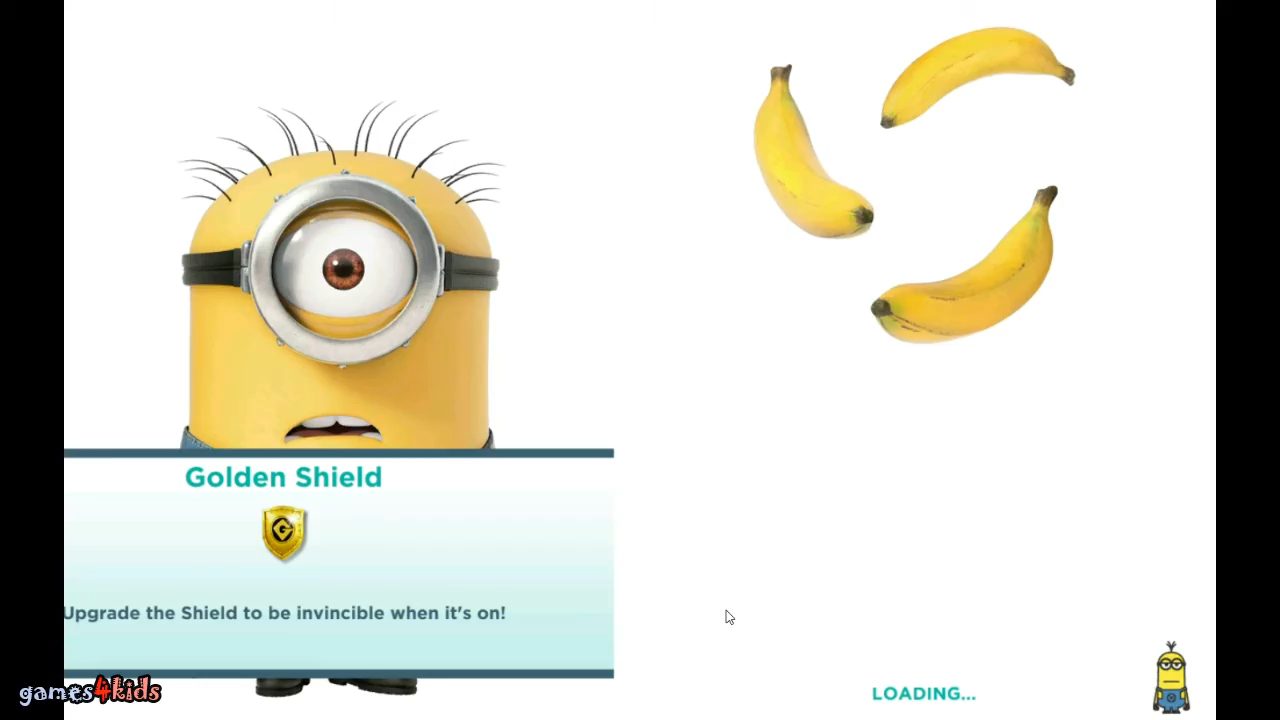 Golden Shield
G
Upgrade the Shield to be invincible when it's on!
LOADING...
games4kids